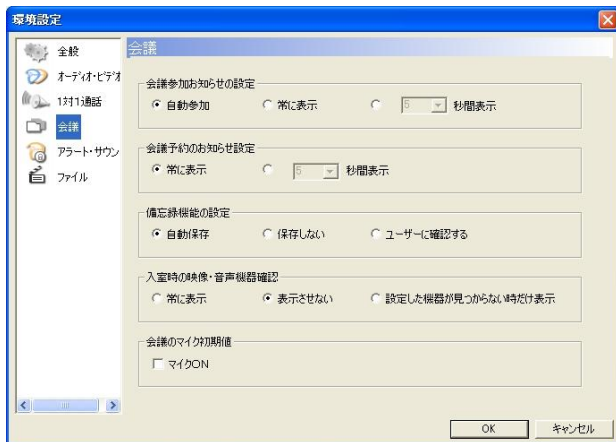 環境設定
全般
オーディオ・ビデオ
1対1通話
会議
アラート・サウン
ファイル
会議
会議参加お知らせの設定
自動参加 常に表示 5 秒間表示
会議予約のお知らせ設定
常に表示 5 秒間表示
備忘録機能の設定
自動保存 保存しない ユーザーに確認する
入室時の映像・音声機器確認
常に表示 表示させない 設定した機器が見つからない時だけ表示
会議のマイク初期値
マイクON
OK キャンセル